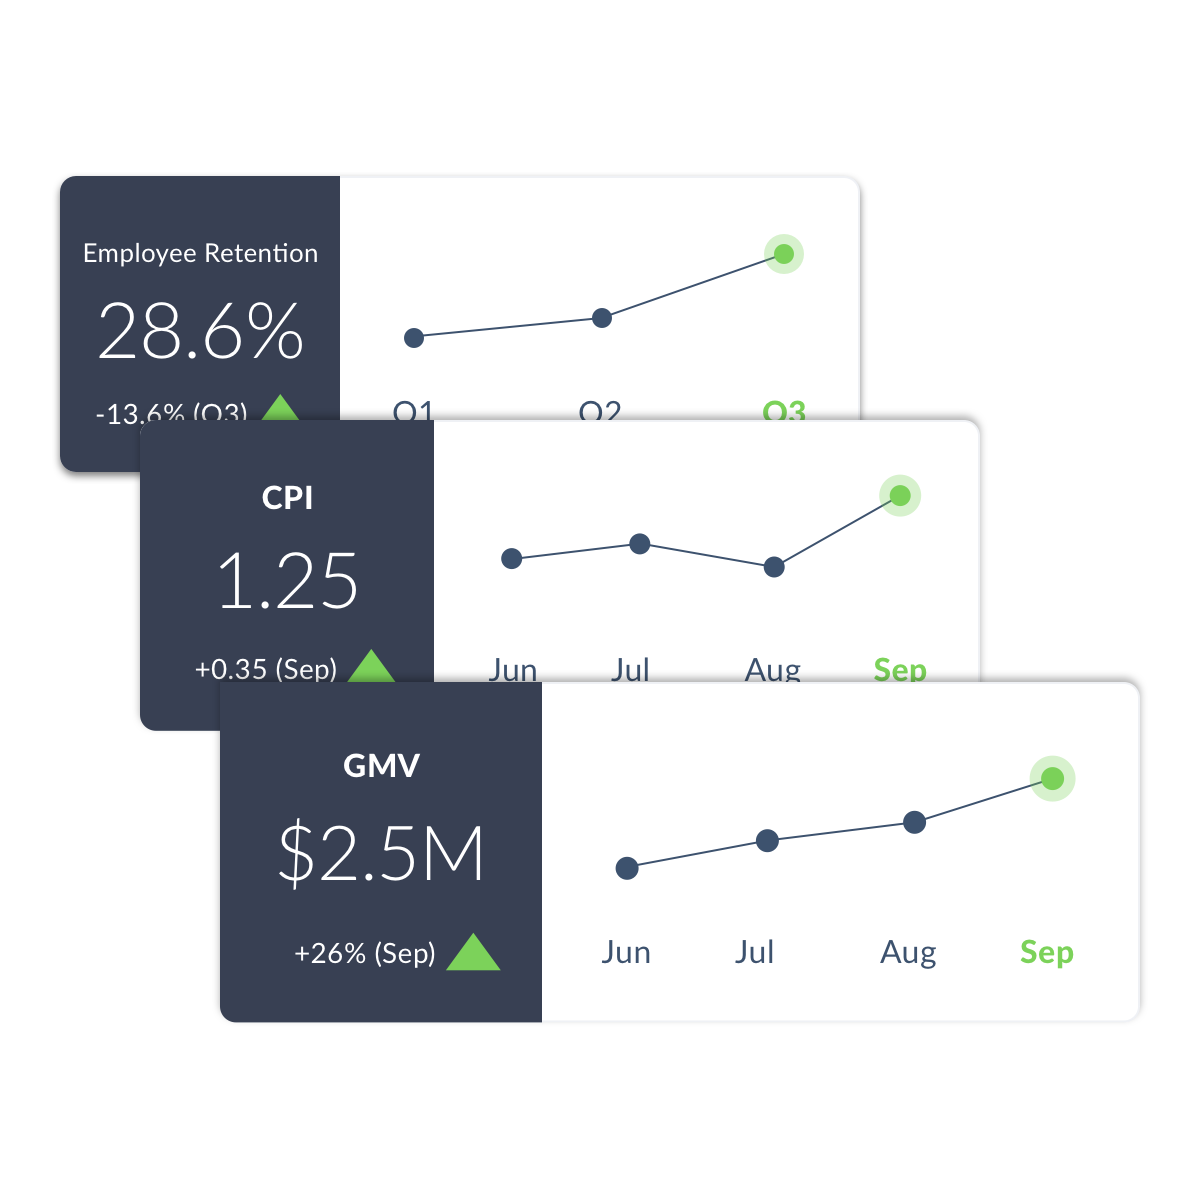 Employee Retention
28.6%
-13.6% (Q3)
Q1 Q2 Q3
CPI
1.25
+0.35 (Sep)
Jun Jul Aug Sep
GMV
$2.5M
+26% (Sep)
Jun Jul Aug Sep